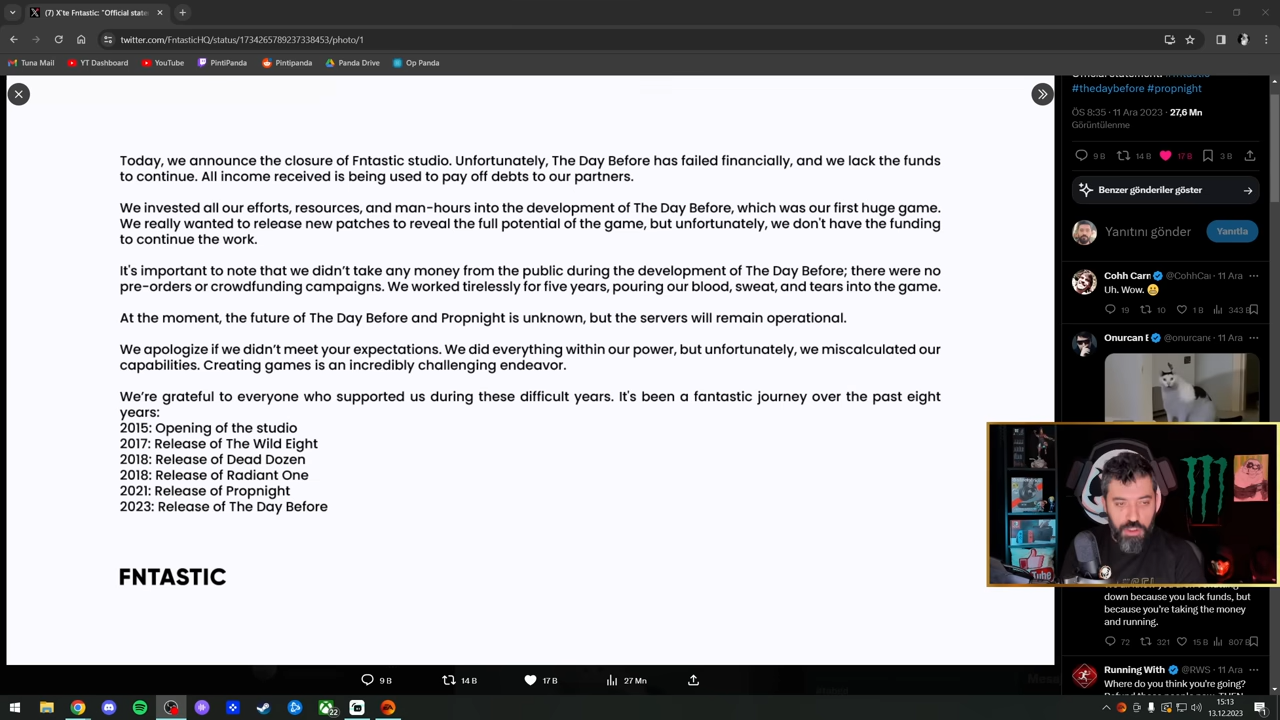 (7) X'te Fntastic: "Official state
twitter.com/FntasticHQ/status/1734265789237338453/photo/1
Tuna Mail
YT Dashboard
YouTube
PintiPanda
Pintipanda
Panda Drive
Op Panda
Today, we announce the closure of Fntastic studio. Unfortunately, The Day Before has failed financially, and we lack the funds
to continue. All income received is being used to pay off debts to our partners.
We invested all our efforts, resources, and man-hours into the development of The Day Before, which was our first huge game.
We really wanted to release new patches to reveal the full potential of the game, but unfortunately, we don't have the funding
to continue the work.
It's important to note that we didn't take any money from the public during the development of The Day Before; there were no
pre-orders or crowdfunding campaigns. We worked tirelessly for five years, pouring our blood, sweat, and tears into the game.
At the moment, the future of The Day Before and Propnight is unknown, but the servers will remain operational.
We apologize if we didn't meet your expectations. We did everything within our power, but unfortunately, we miscalculated our
capabilities. Creating games is an incredibly challenging endeavor.
We're grateful to everyone who supported us during these difficult years. It's been a fantastic journey over the past eight
years:
2015: Opening of the studio
2017: Release of The Wild Eight
2018: Release of Dead Dozen
2018: Release of Radiant One
2021: Release of Propnight
2023: Release of The Day Before
FNTASTIC
9 B 14 B 17 B 27 Mn
#thedaybefore #propnight
ÖS 8:35 · 11 Ara 2023 · 27,6 Mn
Görüntülenme
9 B 14 B 17 B 3 B
Benzer gönderiler göster
Yanıtını gönder
Yanıtla
Cohh Carr @CohhCar 11 Ara
Uh. Wow.
19 10 1 B 343 B
Onurcan B @onurcane 11 Ara
down because you lack funds, but
because you're taking the money
and running.
72 321 15 B 807 B
Running With @RWS · 11 Ara
Where do you think you're going?
22
15:13
13.12.2023
1